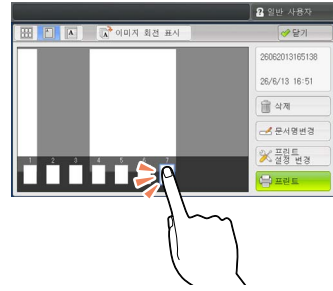 일반 사용자
A
이미지 회전 표시
닫기
26062013165138
26/6/13 16:51
삭제
문서명변경
프린트
설정 변경
프린트
1 2 3 4 5 6 7